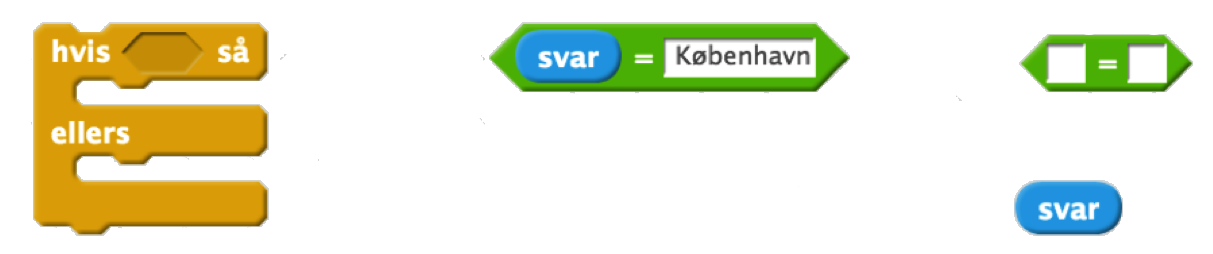 hvis så
ellers
svar = København
=
svar